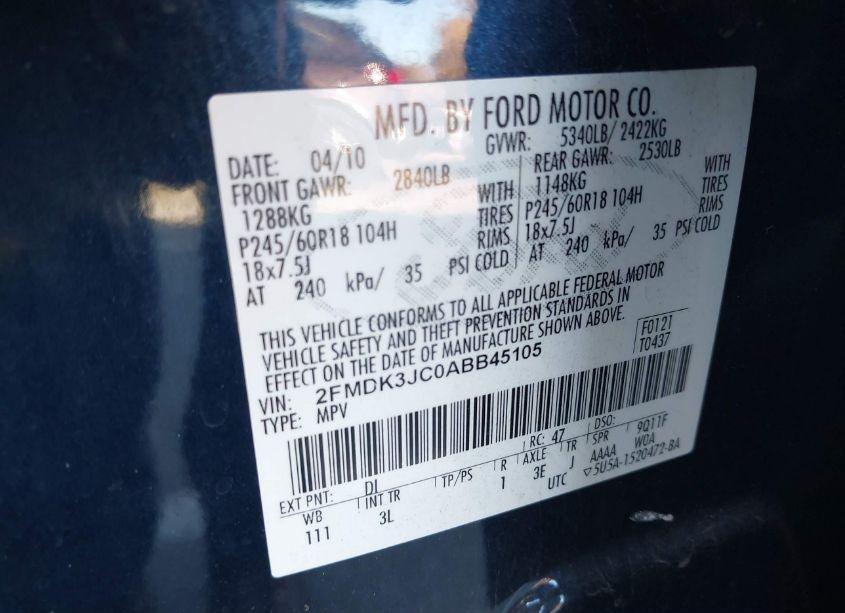 MFD. BY FORD MOTOR CO.
DATE: 04/10 GVWR: 5340LB/ 2422KG
FRONT GAWR: 2840LB REAR GAWR: 2530LB
1288KG WITH 1148KG WITH
P245/60R18 104H TIRES P245/60R18 104H TIRES
18x7.5J RIMS 18x7.5J RIMS
AT 240 kPa/ 35 PSI COLD AT 240 kPa/ 35 PSI COLD
THIS VEHICLE CONFORMS TO ALL APPLICABLE FEDERAL MOTOR
VEHICLE SAFETY AND THEFT PREVENTION STANDARDS IN
EFFECT ON THE DATE OF MANUFACTURE SHOWN ABOVE.
F0121
T0437
VIN: 2FMDK3JC0ABB45105
TYPE: MPV
RC: 47 DSO:
EXT PNT: DI TP/PS R AXLE TR SPR 9Q11F
WB INT TR 1 3E J AAAA W0A
111 3L UTC ▽5U5A-1520472-BA